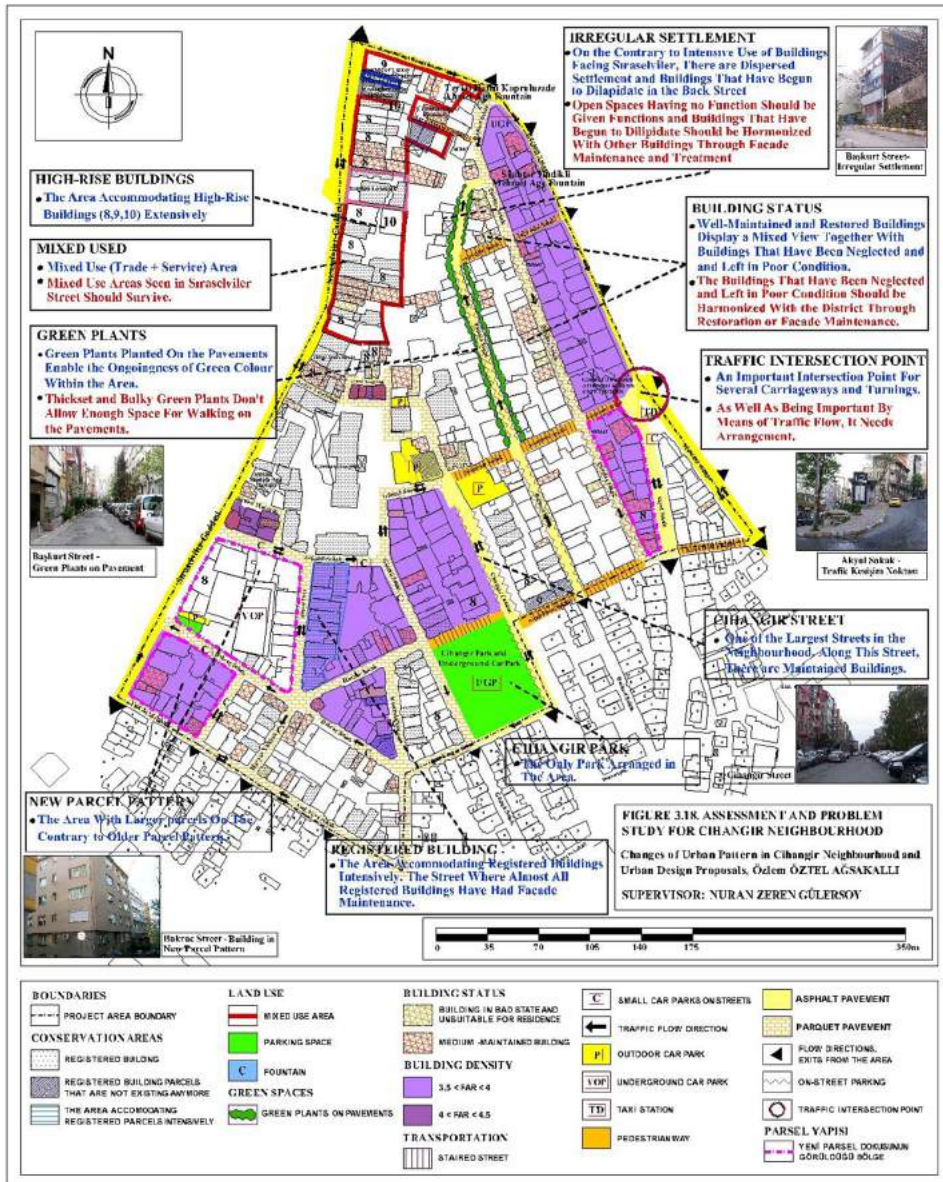 N
IRREGULAR SETTLEMENT
On the Contrary to Intensive Use of Buildings
Facing Sıraselviler, There are Dispersed
Settlement and Buildings That Have Begun
to Dilapidate in the Back Street
Open Spaces Having no Function Should be
Given Functions and Buildings That Have
Begun to Dilipidate Should be Hormonized
With Other Buildings Through Facade
Maintenance and Treatment
Başkurt Street-
Irregular Settlement
HIGH-RISE BUILDINGS
The Area Accommodating High-Rise
Buildings (8,9,10) Extensively
MIXED USED
Mixed Use (Trade + Service) Area
Mixed Use Areas Seen in Sıraselviler
Street Should Survive.
GREEN PLANTS
Green Plants Planted On the Pavements
Enable the Ongoingness of Green Colour
Within the Area.
Thickset and Bulky Green Plants Don't
Allow Enough Space For Walking on
the Pavements.
Başkurt Street -
Green Plants on Pavement
BUILDING STATUS
Well-Maintained and Restored Buildings
Display a Mixed View Together With
Buildings That Have Been Neglected and
and Left in Poor Condition.
The Buildings That Have Been Neglected
and Left in Poor Condition Should be
Harmonized With the District Through
Restoration or Facade Maintenance.
TRAFFIC INTERSECTION POINT
An Important Intersection Point For
Several Carriageways and Turnings.
As Well As Being Important By
Means of Traffic Flow, It Needs
Arrangement.
Akyol Sokak -
Trafik Kesişim Noktası
CIHANGIR STREET
One of the Largest Streets in the
Neighbourhood, Along This Street,
There are Maintained Buildings.
Cihangir Street
Cihangir Park and
Underground Car Park
UGP
VOP
TD
CIHANGIR PARK
The Only Park Arranged in
The Area.
NEW PARCEL PATTERN
The Area With Larger parcels On The
Contrary to Older Parcel Pattern
Bakraç Street - Building in
New Parcel Pattern
REGISTERED BUILDING
The Area Accommodating Registered Buildings
Intensively. The Street Where Almost All
Registered Buildings Have Had Facade
Maintenance.
FIGURE 3.18. ASSESSMENT AND PROBLEM
STUDY FOR CIHANGIR NEIGHBOURHOOD
Changes of Urban Pattern in Cihangir Neighbourhood and
Urban Design Proposals, Özlem ÖZTEL AĞSAKALLI
SUPERVISOR: NURAN ZEREN GÜLERSOY
0 35 70 105 140 175 350m
BOUNDARIES
PROJECT AREA BOUNDARY
CONSERVATION AREAS
REGISTERED BUILDING
REGISTERED BUILDING PARCELS
THAT ARE NOT EXISTING ANYMORE
THE AREA ACCOMODATING
REGISTERED PARCELS INTENSIVELY
LAND USE
MIXED USE AREA
PARKING SPACE
C FOUNTAIN
GREEN SPACES
GREEN PLANTS ON PAVEMENTS
BUILDING STATUS
BUILDING IN BAD STATE AND
UNSUITABLE FOR RESIDENCE
MEDIUM -MAINTAINED BUILDING
BUILDING DENSITY
3.5 < FAR < 4
4 < FAR < 4.5
TRANSPORTATION
STAIRED STREET
C SMALL CAR PARKS ON STREETS
TRAFFIC FLOW DIRECTION
P OUTDOOR CAR PARK
VOP UNDERGROUND CAR PARK
TD TAXI STATION
PEDESTRIAN WAY
ASPHALT PAVEMENT
PARQUET PAVEMENT
FLOW DIRECTIONS,
EXITS FROM THE AREA
ON-STREET PARKING
TRAFFIC INTERSECTION POINT
PARSEL YAPISI
YENİ PARSEL DOKUSUNUN
GÖRÜLDÜĞÜ BÖLGE